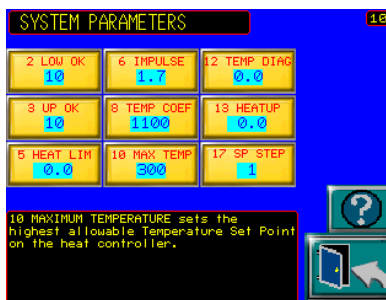 SYSTEM PARAMETERS
10
2 LOW OK
10
6 IMPULSE
1.7
12 TEMP DIAG
0.0
3 UP OK
10
8 TEMP COEF
1100
13 HEATUP
0.0
5 HEAT LIM
0.0
10 MAX TEMP
300
17 SP STEP
1
10 MAXIMUM TEMPERATURE sets the
highest allowable Temperature Set Point
on the heat controller.
?